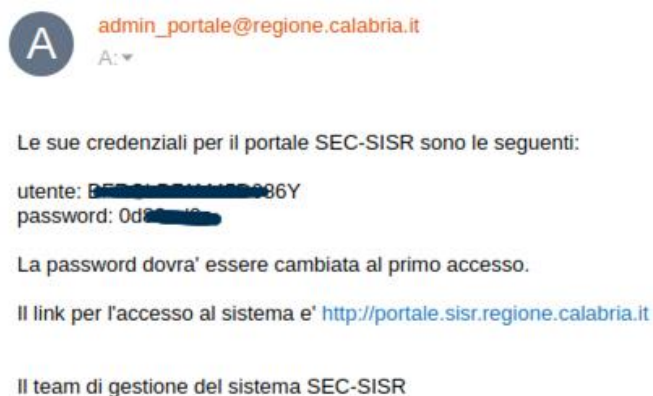 A
admin_portale@regione.calabria.it
A:
Le sue credenziali per il portale SEC-SISR sono le seguenti:
utente:
password:
La password dovra' essere cambiata al primo accesso.
Il link per l'accesso al sistema e' http://portale.sisr.regione.calabria.it
Il team di gestione del sistema SEC-SISR